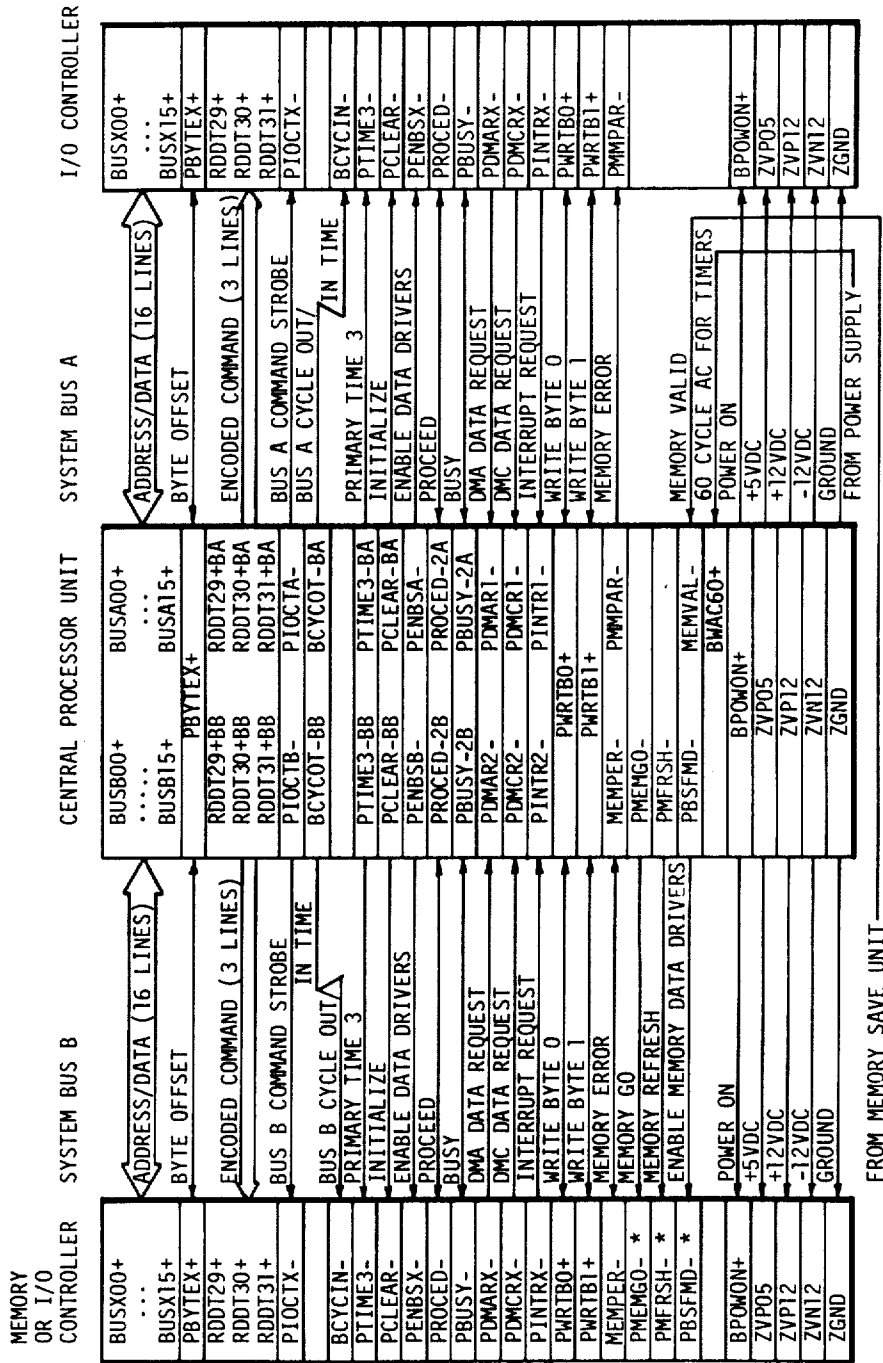 MEMORY
OR I/O
CONTROLLER
SYSTEM BUS B
CENTRAL PROCESSOR UNIT
SYSTEM BUS A
I/O CONTROLLER
BUSX00+
...
BUSX15+
PBYTEX+
RDDT29+
RDDT30+
RDDT31+
PIOCTX-
BCYCIN-
PTIME3-
PCLEAR-
PENBSX-
PROCED-
PBUSY-
PDMARX-
PDMCRX-
PINTRX-
PWRTB0+
PWRTB1+
MEMPER-
PMEMGO- *
PMFRSH- *
PBSFMD- *
BPOWON+
ZVP05
ZVP12
ZVN12
ZGND
ADDRESS/DATA (16 LINES)
BYTE OFFSET
ENCODED COMMAND (3 LINES)
BUS B COMMAND STROBE
IN TIME
BUS B CYCLE OUT/
PRIMARY TIME 3
INITIALIZE
ENABLE DATA DRIVERS
PROCEED
BUSY
DMA DATA REQUEST
DMC DATA REQUEST
INTERRUPT REQUEST
WRITE BYTE 0
WRITE BYTE 1
MEMORY ERROR
MEMORY GO
MEMORY REFRESH
ENABLE MEMORY DATA DRIVERS
POWER ON
+5VDC
+12VDC
-12VDC
GROUND
FROM MEMORY SAVE UNIT
BUSB00+ BUSA00+
..... ...
BUSB15+ BUSA15+
PBYTEX+
RDDT29+BB RDDT29+BA
RDDT30+BB RDDT30+BA
RDDT31+BB RDDT31+BA
PIOCTB- PIOCTA-
BCYCOT-BB BCYCOT-BA
PTIME3-BB PTIME3-BA
PCLEAR-BB PCLEAR-BA
PENBSB- PENBSA-
PROCED-2B PROCED-2A
PBUSY-2B PBUSY-2A
PDMAR2- PDMAR1-
PDMCR2- PDMCR1-
PINTR2- PINTR1-
PWRTB0+
PWRTB1+
MEMPER- PMMPAR-
PMEMGO-
PMFRSH-
PBSFMD- MEMVAL-
BWAC60+
BPOWON+
ZVP05
ZVP12
ZVN12
ZGND
ADDRESS/DATA (16 LINES)
BYTE OFFSET
ENCODED COMMAND (3 LINES)
BUS A COMMAND STROBE
BUS A CYCLE OUT/
IN TIME
PRIMARY TIME 3
INITIALIZE
ENABLE DATA DRIVERS
PROCEED
BUSY
DMA DATA REQUEST
DMC DATA REQUEST
INTERRUPT REQUEST
WRITE BYTE 0
WRITE BYTE 1
MEMORY ERROR
MEMORY VALID
60 CYCLE AC FOR TIMERS
POWER ON
+5VDC
+12VDC
-12VDC
GROUND
FROM POWER SUPPLY
BUSX00+
...
BUSX15+
PBYTEX+
RDDT29+
RDDT30+
RDDT31+
PIOCTX-
BCYCIN-
PTIME3-
PCLEAR-
PENBSX-
PROCED-
PBUSY-
PDMARX-
PDMCRX-
PINTRX-
PWRTB0+
PWRTB1+
PMMPAR-
BPOWON+
ZVP05
ZVP12
ZVN12
ZGND